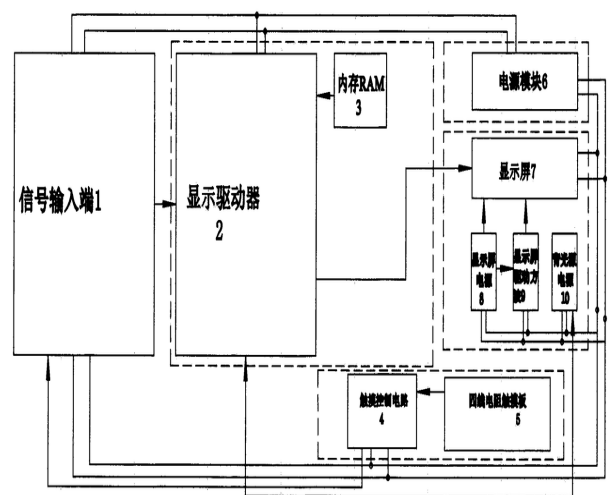 信号输入端1
显示驱动器
2
内存RAM
3
电源模块6
显示屏7
显示屏
电源
8
显示屏
驱动方
波9
背光源
电源
10
触摸控制电路
4
四线电阻触摸板
5